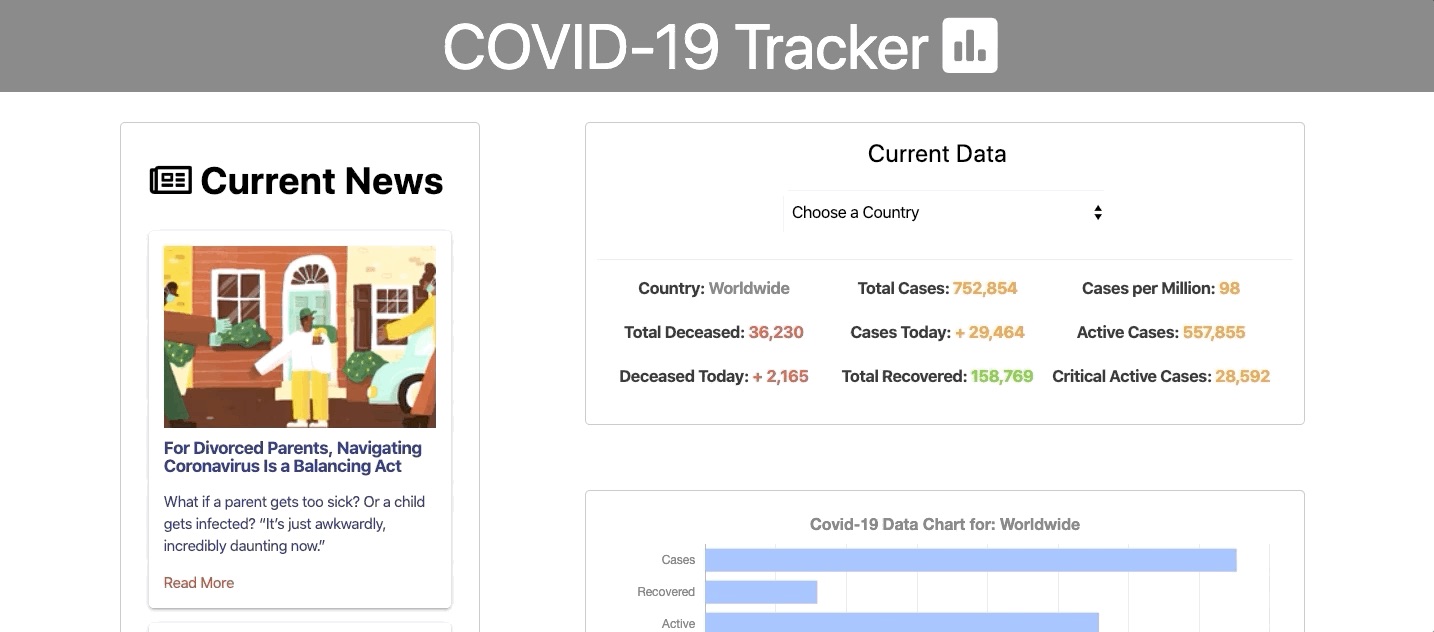 COVID-19 Tracker
Current News
For Divorced Parents, Navigating
Coronavirus Is a Balancing Act
What if a parent gets too sick? Or a child
gets infected? “It’s just awkwardly,
incredibly daunting now.”
Read More
Current Data
Choose a Country
Country: Worldwide Total Cases: 752,854 Cases per Million: 98
Total Deceased: 36,230 Cases Today: + 29,464 Active Cases: 557,855
Deceased Today: + 2,165 Total Recovered: 158,769 Critical Active Cases: 28,592
Covid-19 Data Chart for: Worldwide
Cases
Recovered
Active